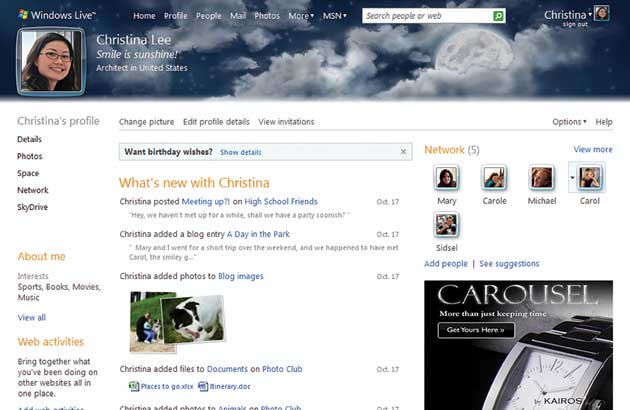 Windows Live™
Home Profile People Mail Photos More MSN
Search people or web
Christina
sign out
Christina Lee
Smile is sunshine!
Architect in United States
Christina's profile
Details
Photos
Space
Network
SkyDrive
About me
Interests
Sports, Books, Movies,
Music
View all
Web activities
Bring together what
you've been doing on
other websites all in
one place.
Add web activities
Change picture Edit profile details View invitations
Options Help
Want birthday wishes? Show details
What's new with Christina
Christina posted Meeting up?! on High School Friends Oct. 17
"Hey, we haven't met up for a while, shall we have a party soonish? "
Christina added a blog entry A Day in the Park Oct. 17
" Mary and I went for a short trip over the weekend, and we happened to have met
Carol, the smiley g..."
Christina added photos to Blog images Oct. 17
Christina added files to Documents on Photo Club Oct. 17
Places to go.xlsx Itinerary.doc
Christina added photos to Animals on Photo Club Oct. 17
Network (5) View more
Mary Carole Michael Carol
Sidsel
Add people | See suggestions
CAROUSEL
More than just keeping time
Get Yours Here »
by KAIROS